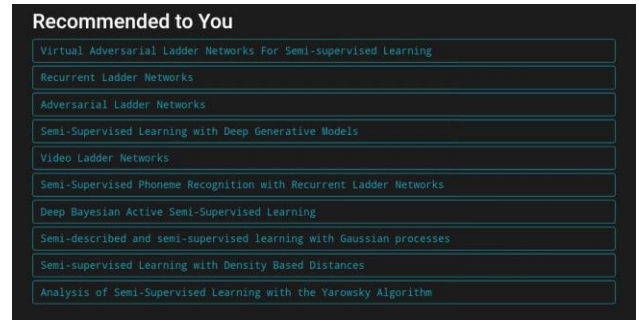 Recommended to You
Virtual Adversarial Ladder Networks For Semi-supervised Learning
Recurrent Ladder Networks
Adversarial Ladder Networks
Semi-Supervised Learning with Deep Generative Models
Video Ladder Networks
Semi-Supervised Phoneme Recognition with Recurrent Ladder Networks
Deep Bayesian Active Semi-Supervised Learning
Semi-described and semi-supervised learning with Gaussian processes
Semi-supervised Learning with Density Based Distances
Analysis of Semi-Supervised Learning with the Yarowsky Algorithm